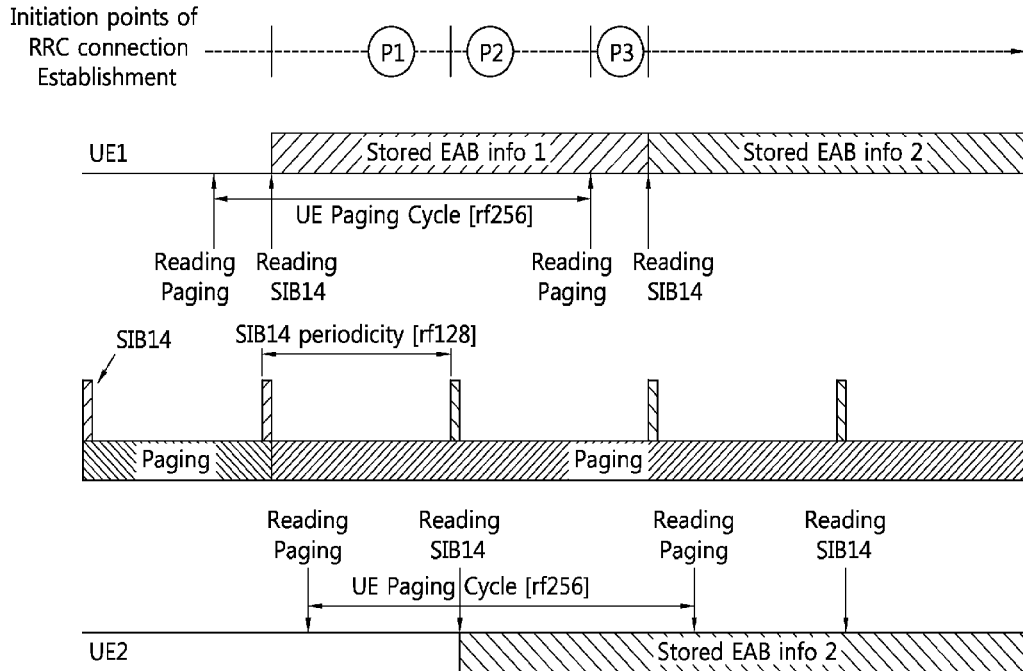 Initiation points of
RRC connection
Establishment
P1
P2
P3
UE1
Stored EAB info 1
Stored EAB info 2
UE Paging Cycle [rf256]
Reading
Paging
Reading
SIB14
Reading
Paging
Reading
SIB14
SIB14
SIB14 periodicity [rf128]
Paging
Paging
Reading
Paging
Reading
SIB14
Reading
Paging
Reading
SIB14
UE Paging Cycle [rf256]
UE2
Stored EAB info 2